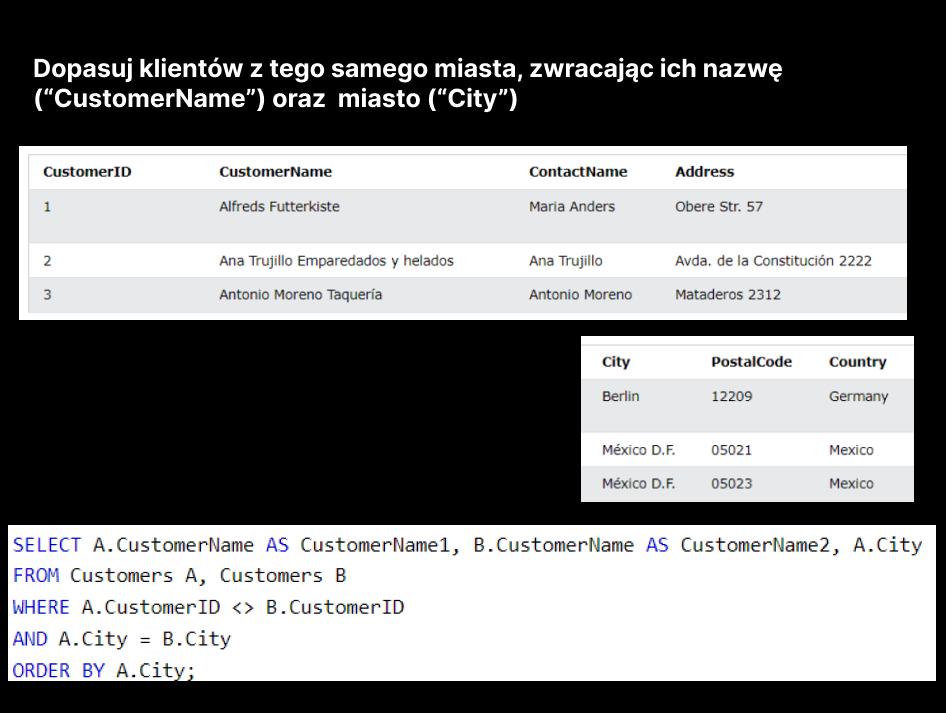 Dopasuj klientów z tego samego miasta, zwracając ich nazwę
(“CustomerName”) oraz miasto (“City”)
CustomerID CustomerName ContactName Address
1 Alfreds Futterkiste Maria Anders Obere Str. 57
2 Ana Trujillo Emparedados y helados Ana Trujillo Avda. de la Constitución 2222
3 Antonio Moreno Taquería Antonio Moreno Mataderos 2312
City PostalCode Country
Berlin 12209 Germany
México D.F. 05021 Mexico
México D.F. 05023 Mexico
SELECT A.CustomerName AS CustomerName1, B.CustomerName AS CustomerName2, A.City
FROM Customers A, Customers B
WHERE A.CustomerID <> B.CustomerID
AND A.City = B.City
ORDER BY A.City;